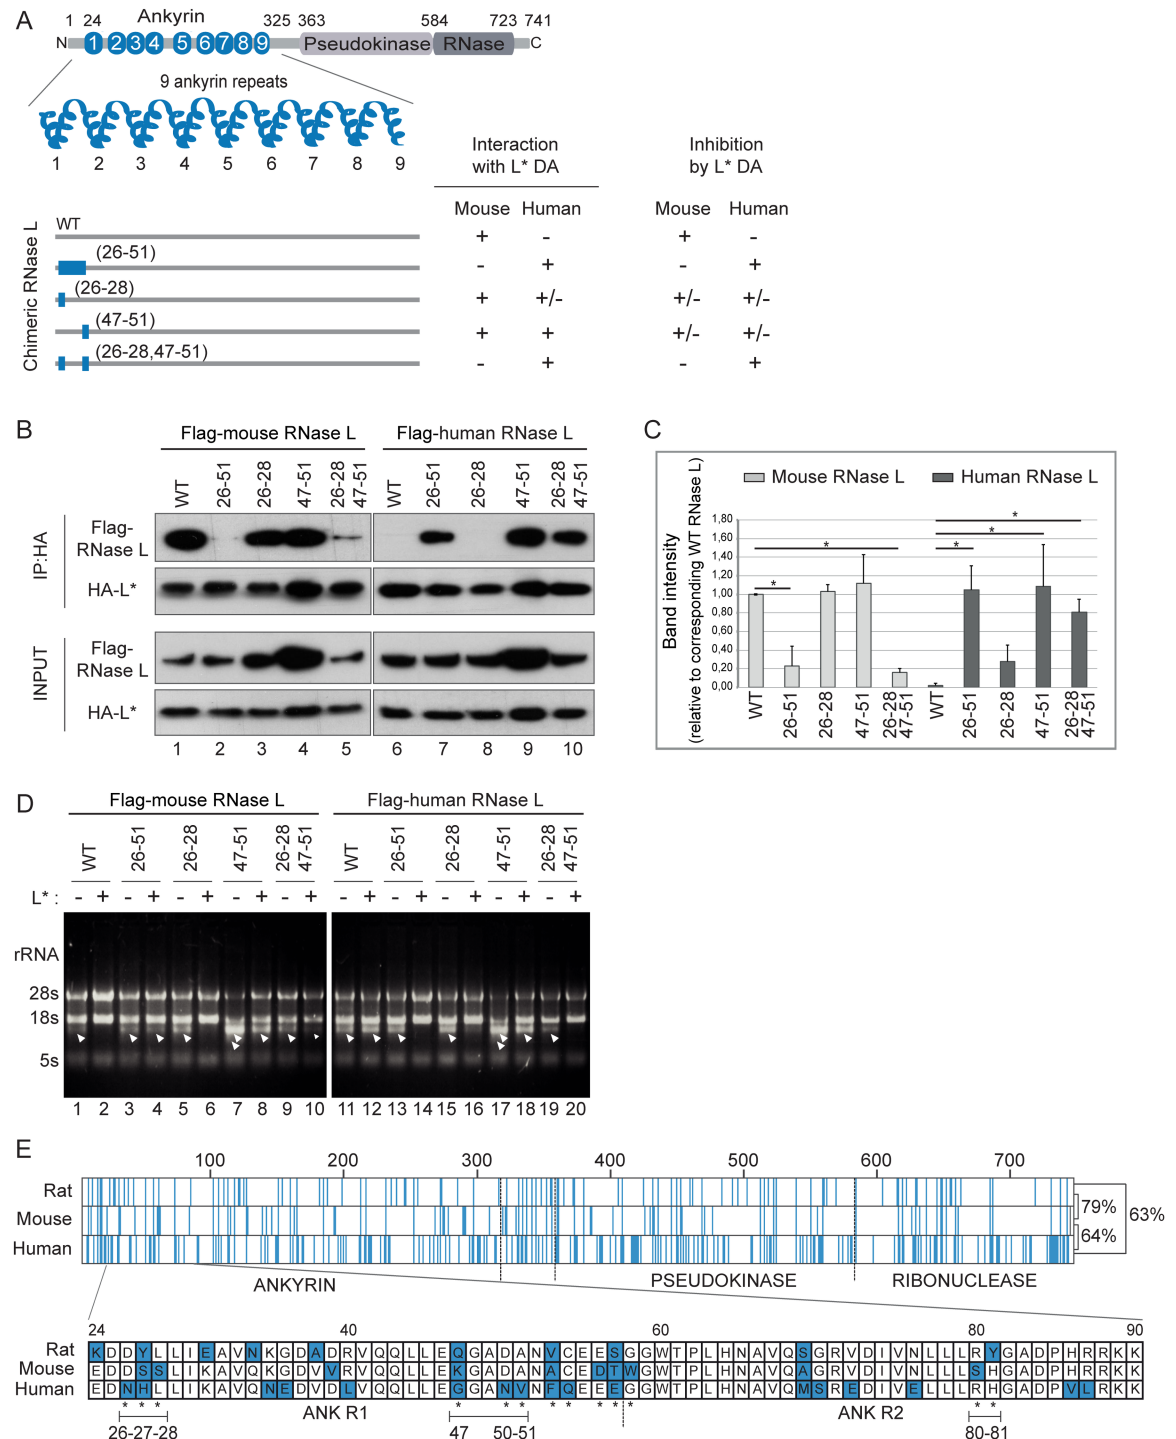 A
1 24 Ankyrin 325 363 584 723 741
N 1 2 3 4 5 6 7 8 9 Pseudokinase RNase C
9 ankyrin repeats
1 2 3 4 5 6 7 8 9
Interaction with L* DA
Inhibition by L* DA
Mouse Human Mouse Human
Chimeric RNase L
WT + - + -
(26-51) - + - +
(26-28) + +/- +/- +/-
(47-51) + + +/- +/-
(26-28,47-51) - + - +
B
Flag-mouse RNase L Flag-human RNase L
WT 26-51 26-28 47-51 26-28 47-51 WT 26-51 26-28 47-51 26-28 47-51
IP:HA
Flag-RNase L
HA-L*
INPUT
Flag-RNase L
HA-L*
1 2 3 4 5 6 7 8 9 10
C
Mouse RNase L Human RNase L
Band intensity
(relative to corresponding WT RNase L)
1,80
1,60
1,40
1,20
1,00
0,80
0,60
0,40
0,20
0,00
* * * * *
WT 26-51 26-28 47-51 26-28 47-51 WT 26-51 26-28 47-51 26-28 47-51
D
Flag-mouse RNase L Flag-human RNase L
WT 26-51 26-28 47-51 26-28 47-51 WT 26-51 26-28 47-51 26-28 47-51
L* : - + - + - + - + - + - + - + - + - + - +
rRNA
28s
18s
5s
1 2 3 4 5 6 7 8 9 10 11 12 13 14 15 16 17 18 19 20
E
100 200 300 400 500 600 700
Rat
Mouse
Human
79%
64%
63%
ANKYRIN PSEUDOKINASE RIBONUCLEASE
24 40 60 80 90
Rat KDDYLLIEAVNKGDADRVQQLLEQGADANVCEESGGWTPLHNAVQSGRVDIVNLLLRYGADPHRRKK
Mouse EDDSSLIKAVQKGDVVRVQQLLEKGADANACEDTWGWTPLHNAVQAGRVDIVNLLLSHGADPHRRKK
Human EDNHLLIKAVQNEDVDLVQQLLEGGANVNFQEEEGGWTPLHNAVQMSREDIVELLLRHGADPVLRKK
* * * * * * * * * * * * *
ANK R1 ANK R2
26-27-28 47 50-51 80-81